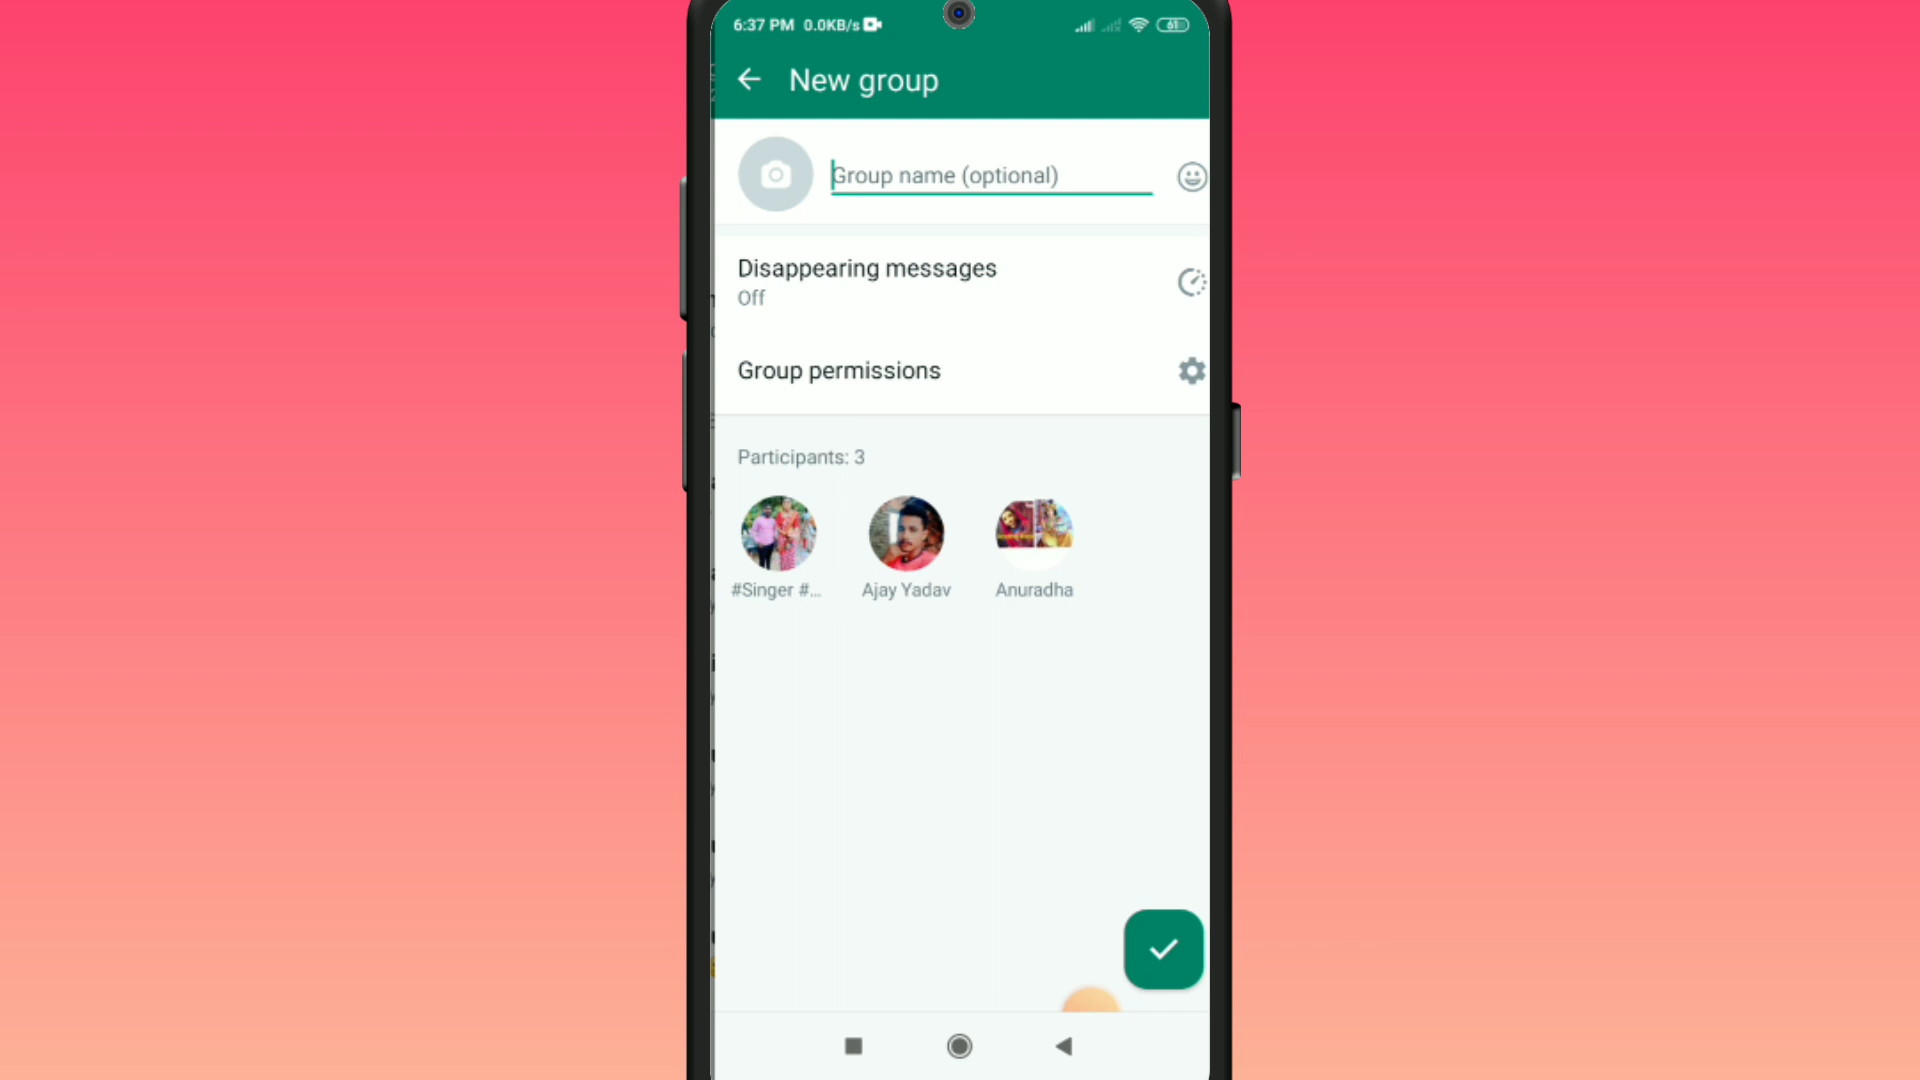 6:37 PM 0.0KB/s 61
New group
Group name (optional)
Disappearing messages
Off
Group permissions
Participants: 3
#Singer #... Ajay Yadav Anuradha